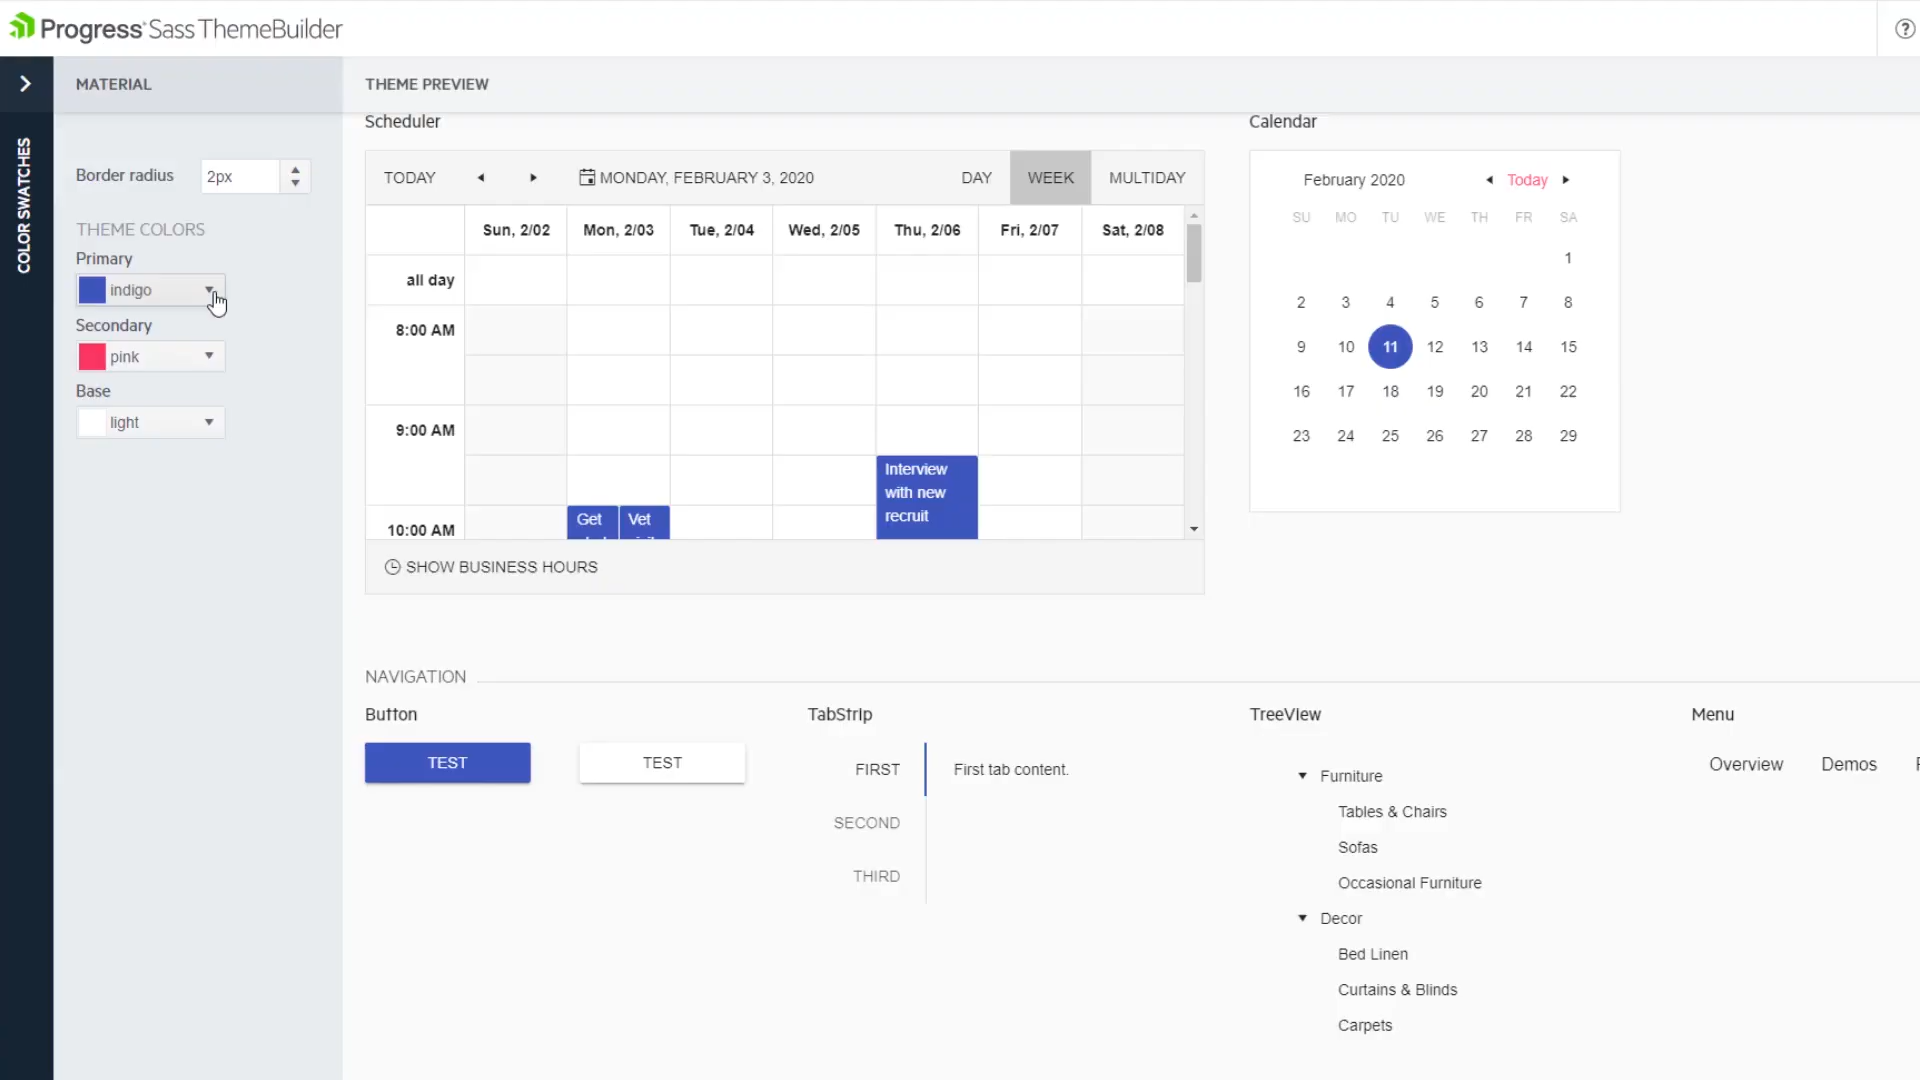 Progress Sass ThemeBuilder
MATERIAL
THEME PREVIEW
COLOR SWATCHES
Border radius
2px
THEME COLORS
Primary
indigo
Secondary
pink
Base
light
Scheduler
TODAY
MONDAY, FEBRUARY 3, 2020
DAY
WEEK
MULTIDAY
Sun, 2/02 Mon, 2/03 Tue, 2/04 Wed, 2/05 Thu, 2/06 Fri, 2/07 Sat, 2/08
all day
8:00 AM
9:00 AM
10:00 AM
Interview
with new
recruit
Get
Vet
SHOW BUSINESS HOURS
Calendar
February 2020
Today
SU MO TU WE TH FR SA
1
2 3 4 5 6 7 8
9 10 11 12 13 14 15
16 17 18 19 20 21 22
23 24 25 26 27 28 29
NAVIGATION
Button
TEST
TEST
TabStrip
FIRST
SECOND
THIRD
First tab content.
TreeView
Furniture
Tables & Chairs
Sofas
Occasional Furniture
Decor
Bed Linen
Curtains & Blinds
Carpets
Menu
Overview
Demos